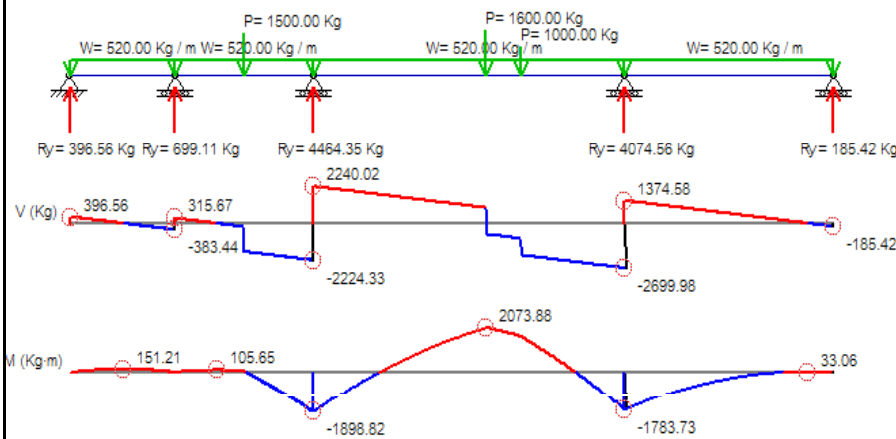 P= 1500.00 Kg
P= 1600.00 Kg
P= 1000.00 Kg
W= 520.00 Kg / m W= 520.00 Kg / m W= 520.00 Kg / m W= 520.00 Kg / m
Ry= 396.56 Kg Ry= 699.11 Kg Ry= 4464.35 Kg Ry= 4074.56 Kg Ry= 185.42 Kg
2240.02
1374.58
V (Kg) 396.56 315.67
-383.44 -185.42
-2224.33 -2699.98
2073.88
M (Kg·m) 151.21 105.65 33.06
-1898.82 -1783.73